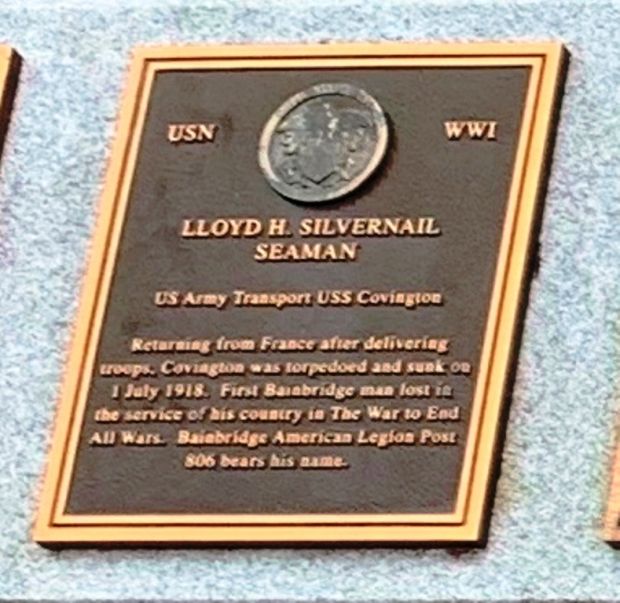 USN WWI
LLOYD H. SILVERNAIL
SEAMAN
US Army Transport USS Covington
Returning from France after delivering
troops, Covington was torpedoed and sunk on
1 July 1918. First Bainbridge man lost in
the service of his country in The War to End
All Wars. Bainbridge American Legion Post
806 bears his name.